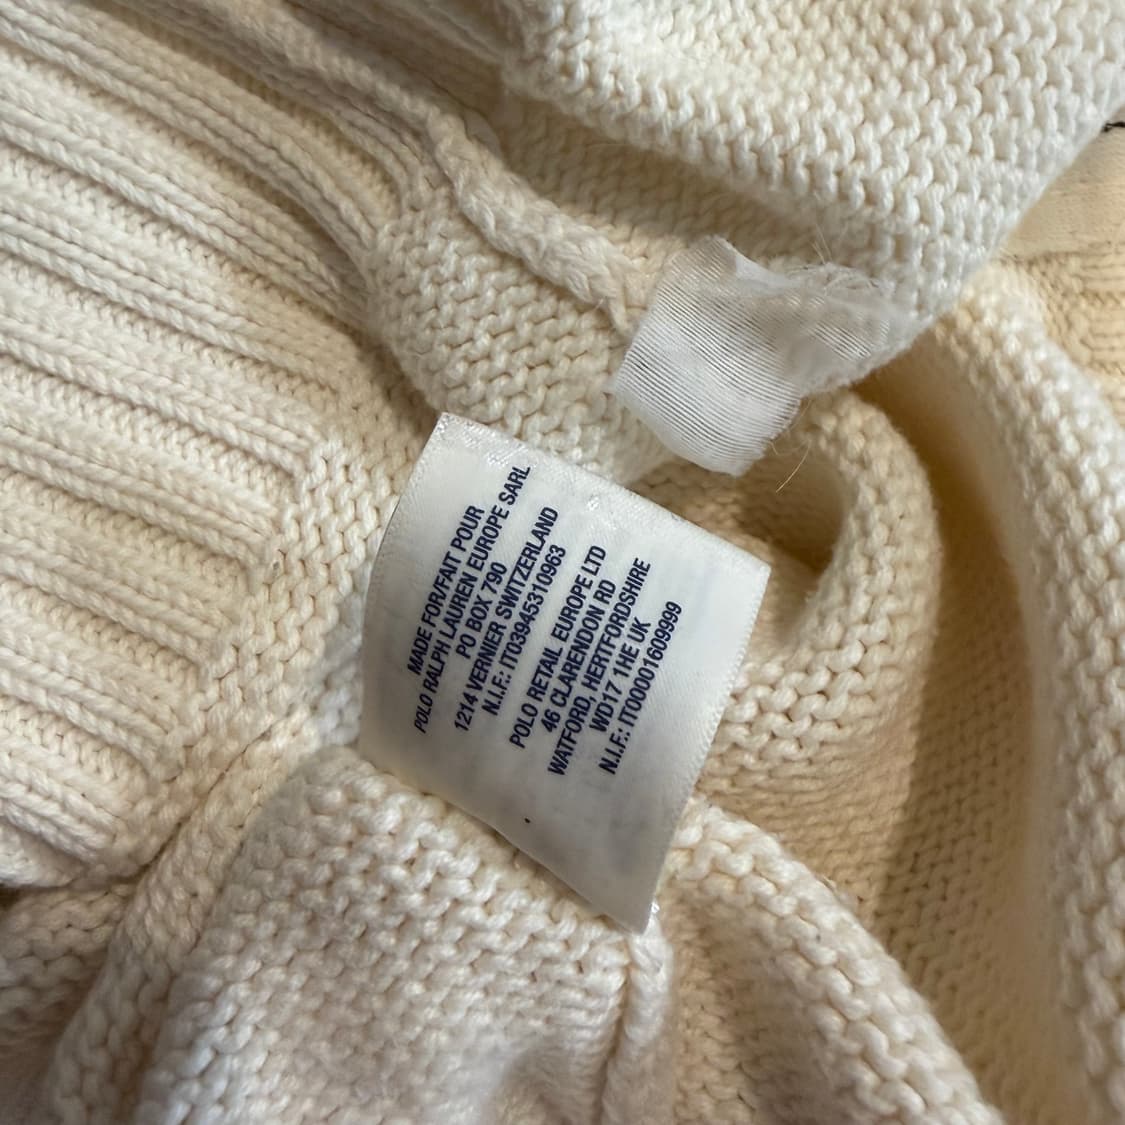 MADE FOR/FAIT POUR
POLO RALPH LAUREN EUROPE SARL
PO BOX 790
1214 VERNIER SWITZERLAND
N.I.F.: IT03945310963
POLO RETAIL EUROPE LTD
46 CLARENDON RD
WATFORD, HERTFORDSHIRE
WD17 1HE UK
N.I.F.: IT00001609999